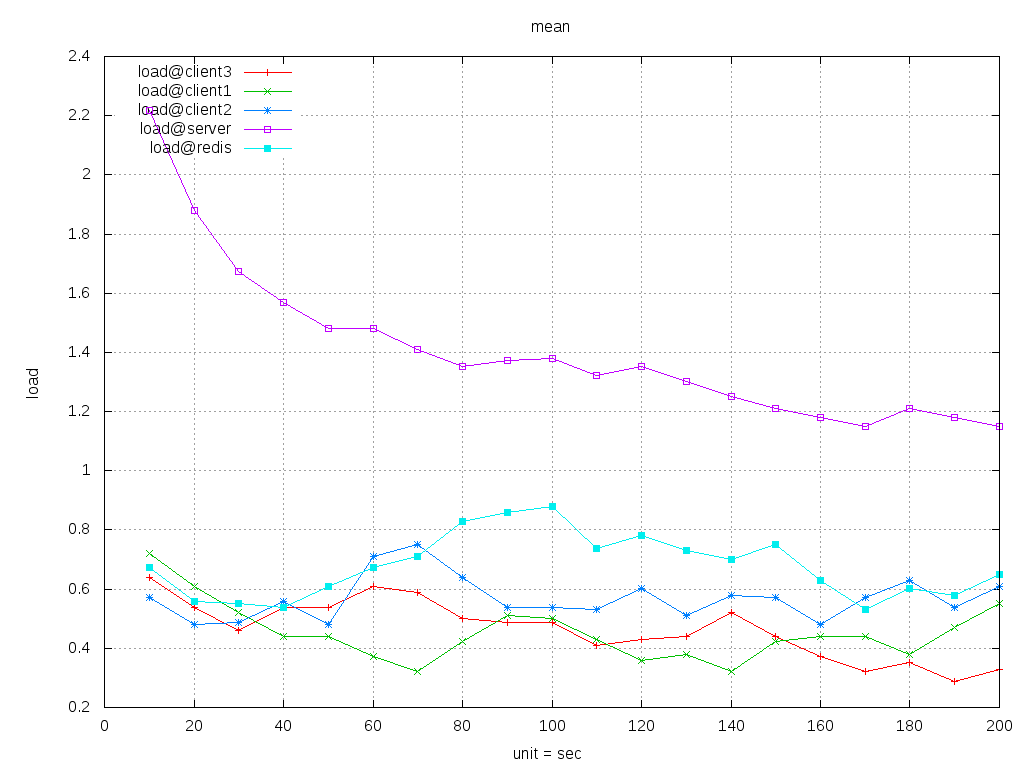 mean
2.4
2.2
2
1.8
1.6
1.4
1.2
1
0.8
0.6
0.4
0.2
load
load@client3
load@client1
load@client2
load@server
load@redis
0 20 40 60 80 100 120 140 160 180 200
unit = sec